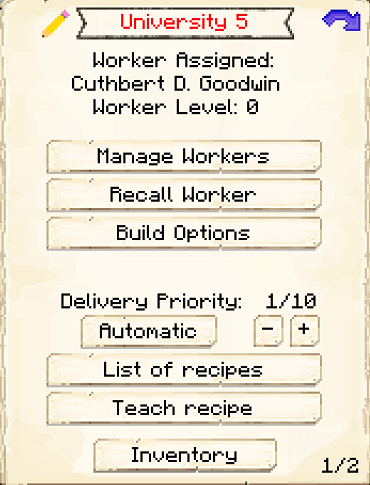 University 5
Worker Assigned:
Cuthbert D. Goodwin
Worker Level: 0
Manage Workers
Recall Worker
Build Options
Delivery Priority: 1/10
Automatic - +
List of recipes
Teach recipe
Inventory
1/2